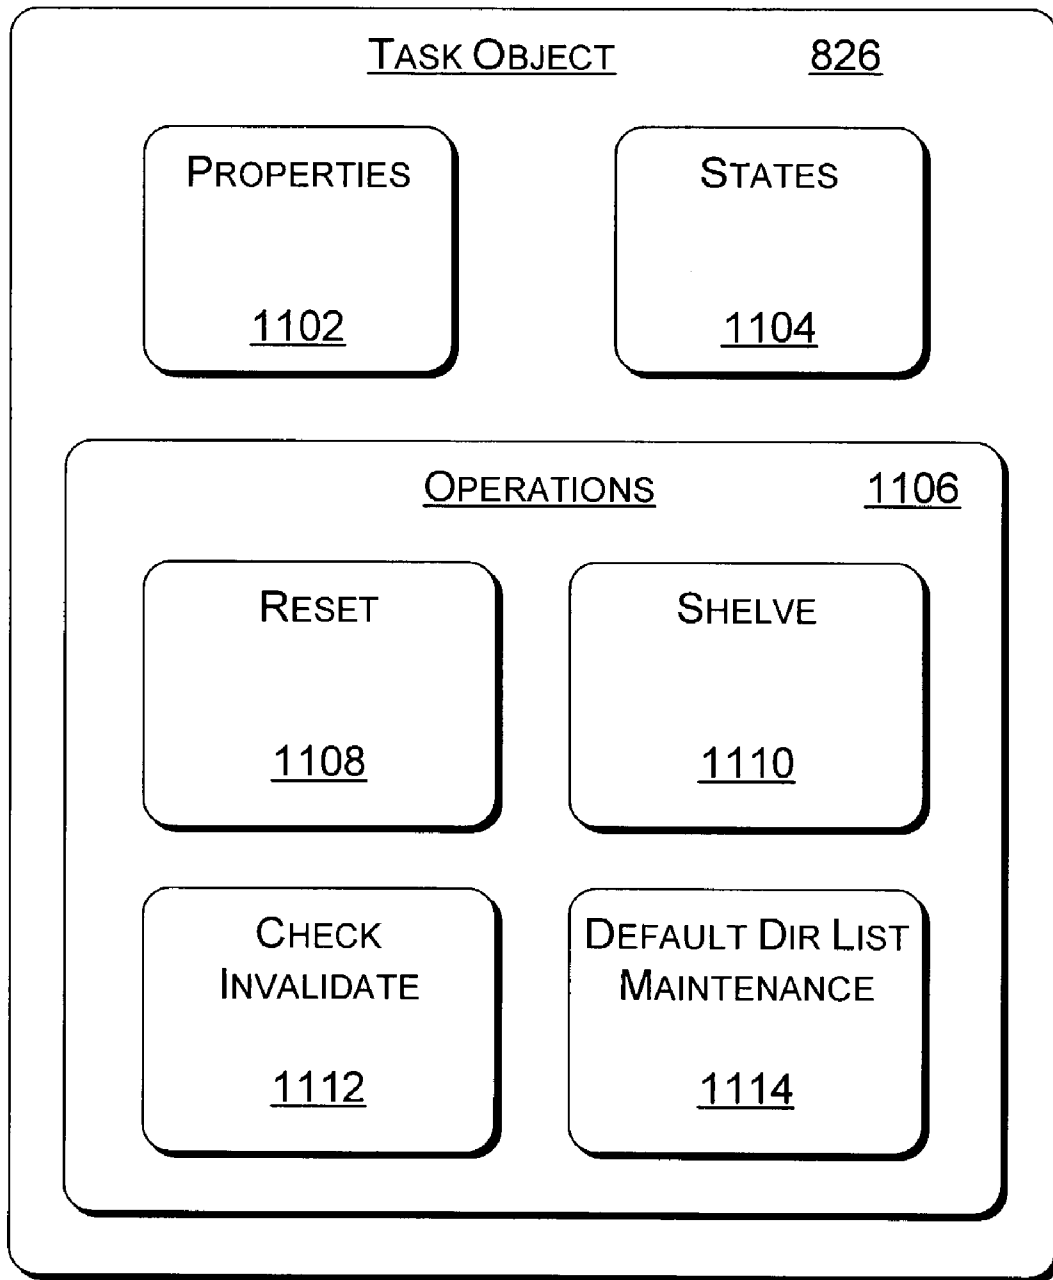 TASK OBJECT 826
PROPERTIES STATES
1102 1104
OPERATIONS 1106
RESET SHELVE
1108 1110
CHECK
INVALIDATE
1112
DEFAULT DIR LIST
MAINTENANCE
1114